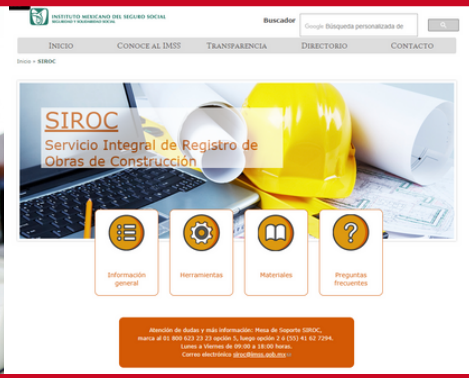 INSTITUTO MEXICANO DEL SEGURO SOCIAL
SEGURIDAD Y SOLIDARIDAD SOCIAL
Buscador
Google Búsqueda personalizada de
INICIO
CONOCE AL IMSS
TRANSPARENCIA
DIRECTORIO
CONTACTO
Inicio » SIROC
SIROC
Servicio Integral de Registro de
Obras de Construcción
Información
general
Herramientas
Materiales
Preguntas
frecuentes
Atención de dudas y más información: Mesa de Soporte SIROC,
marca al 01 800 623 23 23 opción 5, luego opción 2 ó (55) 41 62 7294.
Lunes a Viernes de 09:00 a 18:00 horas.
Correo electrónico siroc@imss.gob.mx